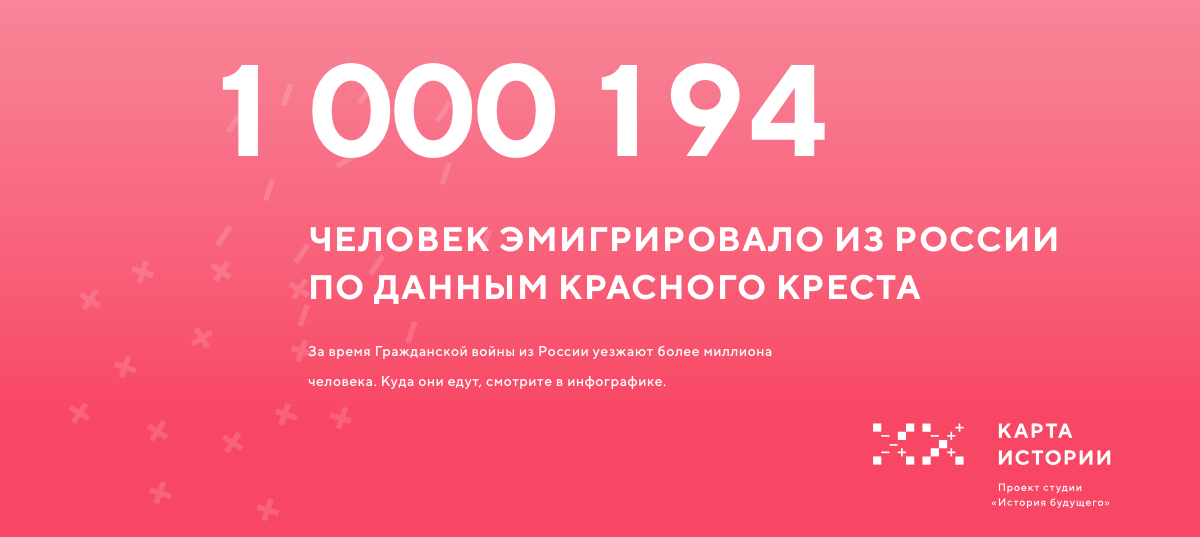 1 000 194
ЧЕЛОВЕК ЭМИГРИРОВАЛО ИЗ РОССИИ
ПО ДАННЫМ КРАСНОГО КРЕСТА
За время Гражданской войны из России уезжают более миллиона
человека. Куда они едут, смотрите в инфографике.
КАРТА
ИСТОРИИ
Проект студии
«История будущего»